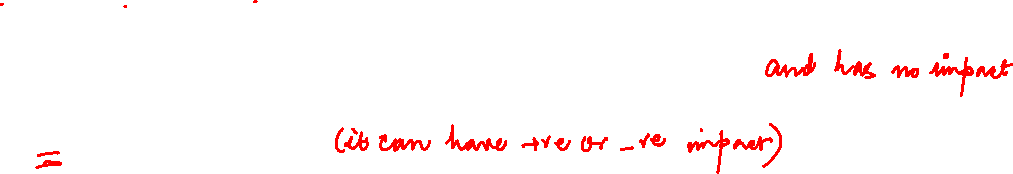 and has no impact
= (it can have +ve or -ve impact)